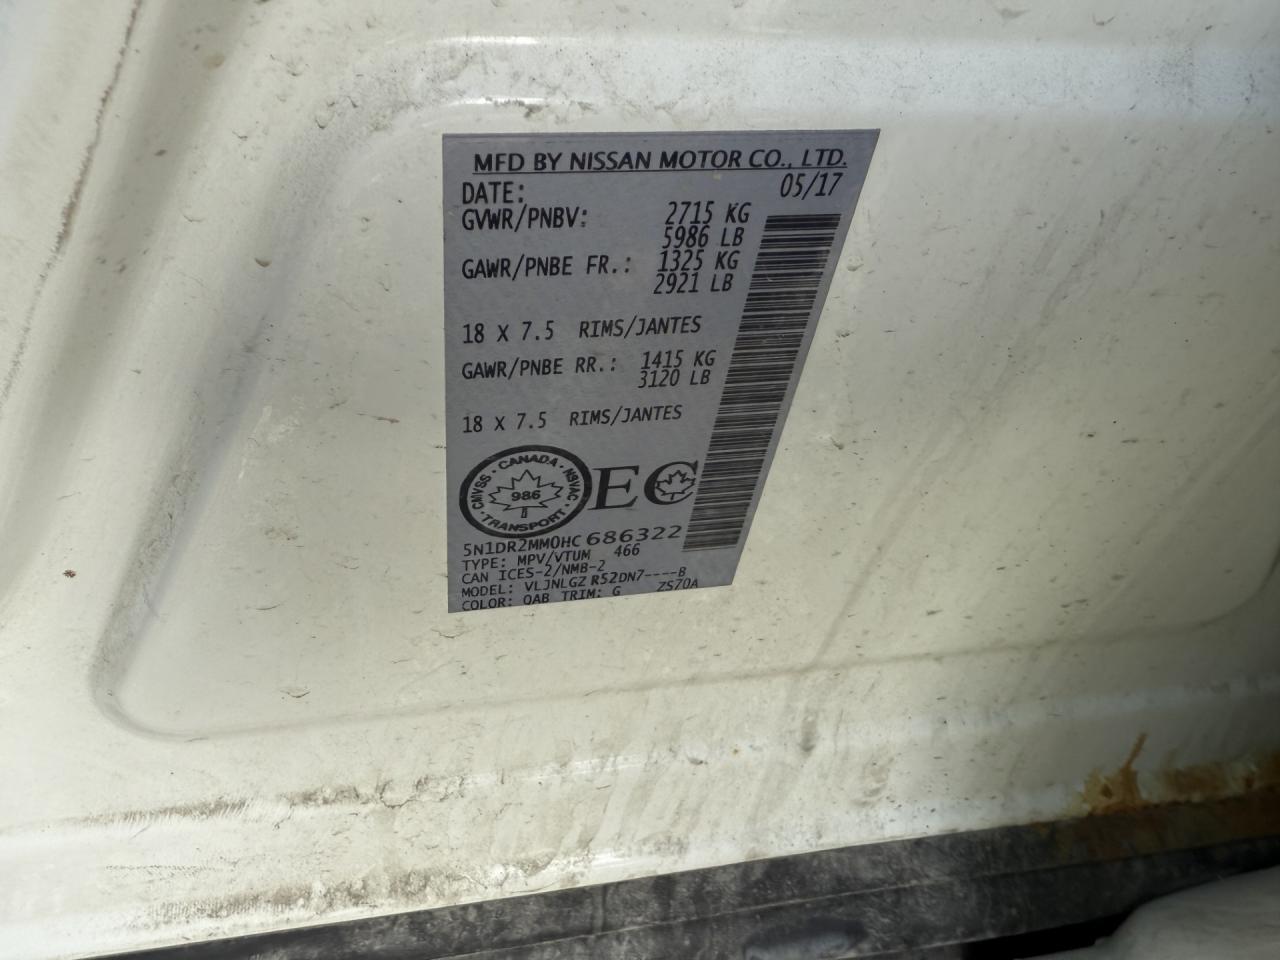 MFD BY NISSAN MOTOR CO., LTD.
DATE: 05/17
GVWR/PNBV: 2715 KG
5986 LB
GAWR/PNBE FR.: 1325 KG
2921 LB
18 X 7.5 RIMS/JANTES
GAWR/PNBE RR.: 1415 KG
3120 LB
18 X 7.5 RIMS/JANTES
CANADA · NSVAC · TRANSPORT · CMVSS ·
986
EC
5N1DR2MM0HC686322
TYPE: MPV/VTUM 466
CAN ICES-2/NMB-2
MODEL: VLJNLGZ R52DN7----B
COLOR: QAB TRIM: G ZS70A